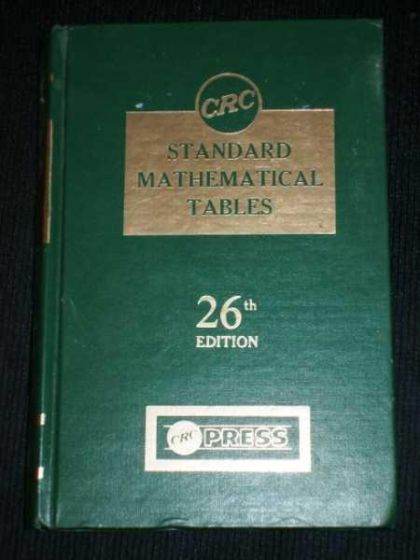 CRC
STANDARD
MATHEMATICAL
TABLES
26th
EDITION
CRC PRESS